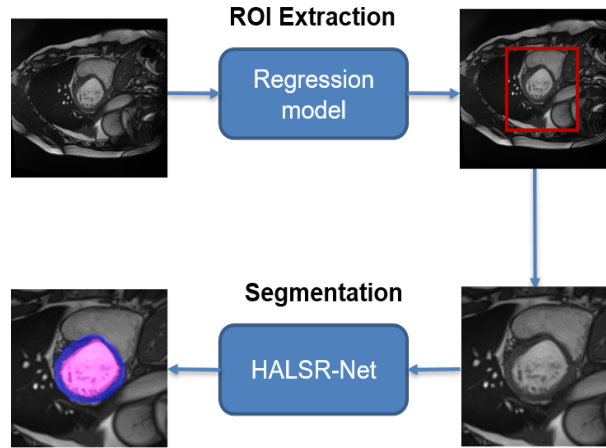 ROI Extraction
Regression
model
Segmentation
HALSR-Net